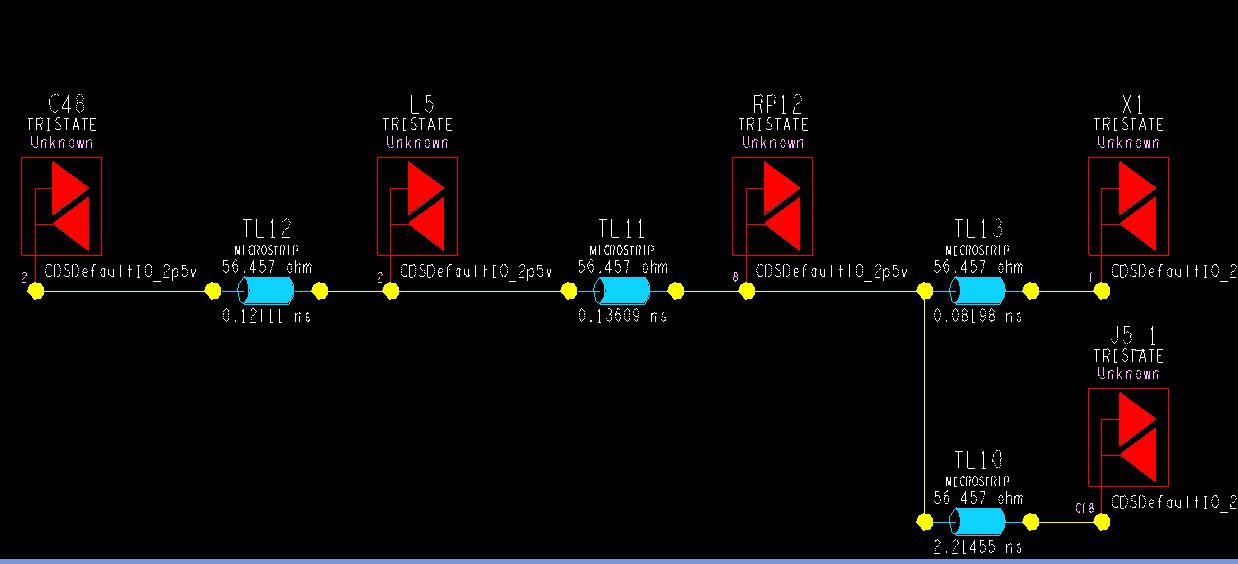 C48
TRISTATE
Unknown
L5
TRISTATE
Unknown
RP12
TRISTATE
Unknown
X1
TRISTATE
Unknown
2
CDSDefaultIO_2p5v
TL12
MICROSTRIP
56.457 ohm
0.12111 ns
2
CDSDefaultIO_2p5v
TL11
MICROSTRIP
56.457 ohm
0.13609 ns
8
CDSDefaultIO_2p5v
TL13
MICROSTRIP
56.457 ohm
0.08198 ns
1
CDSDefaultIO_2
J5_1
TRISTATE
Unknown
TL10
MICROSTRIP
56.457 ohm
2.21455 ns
C18
CDSDefaultIO_2